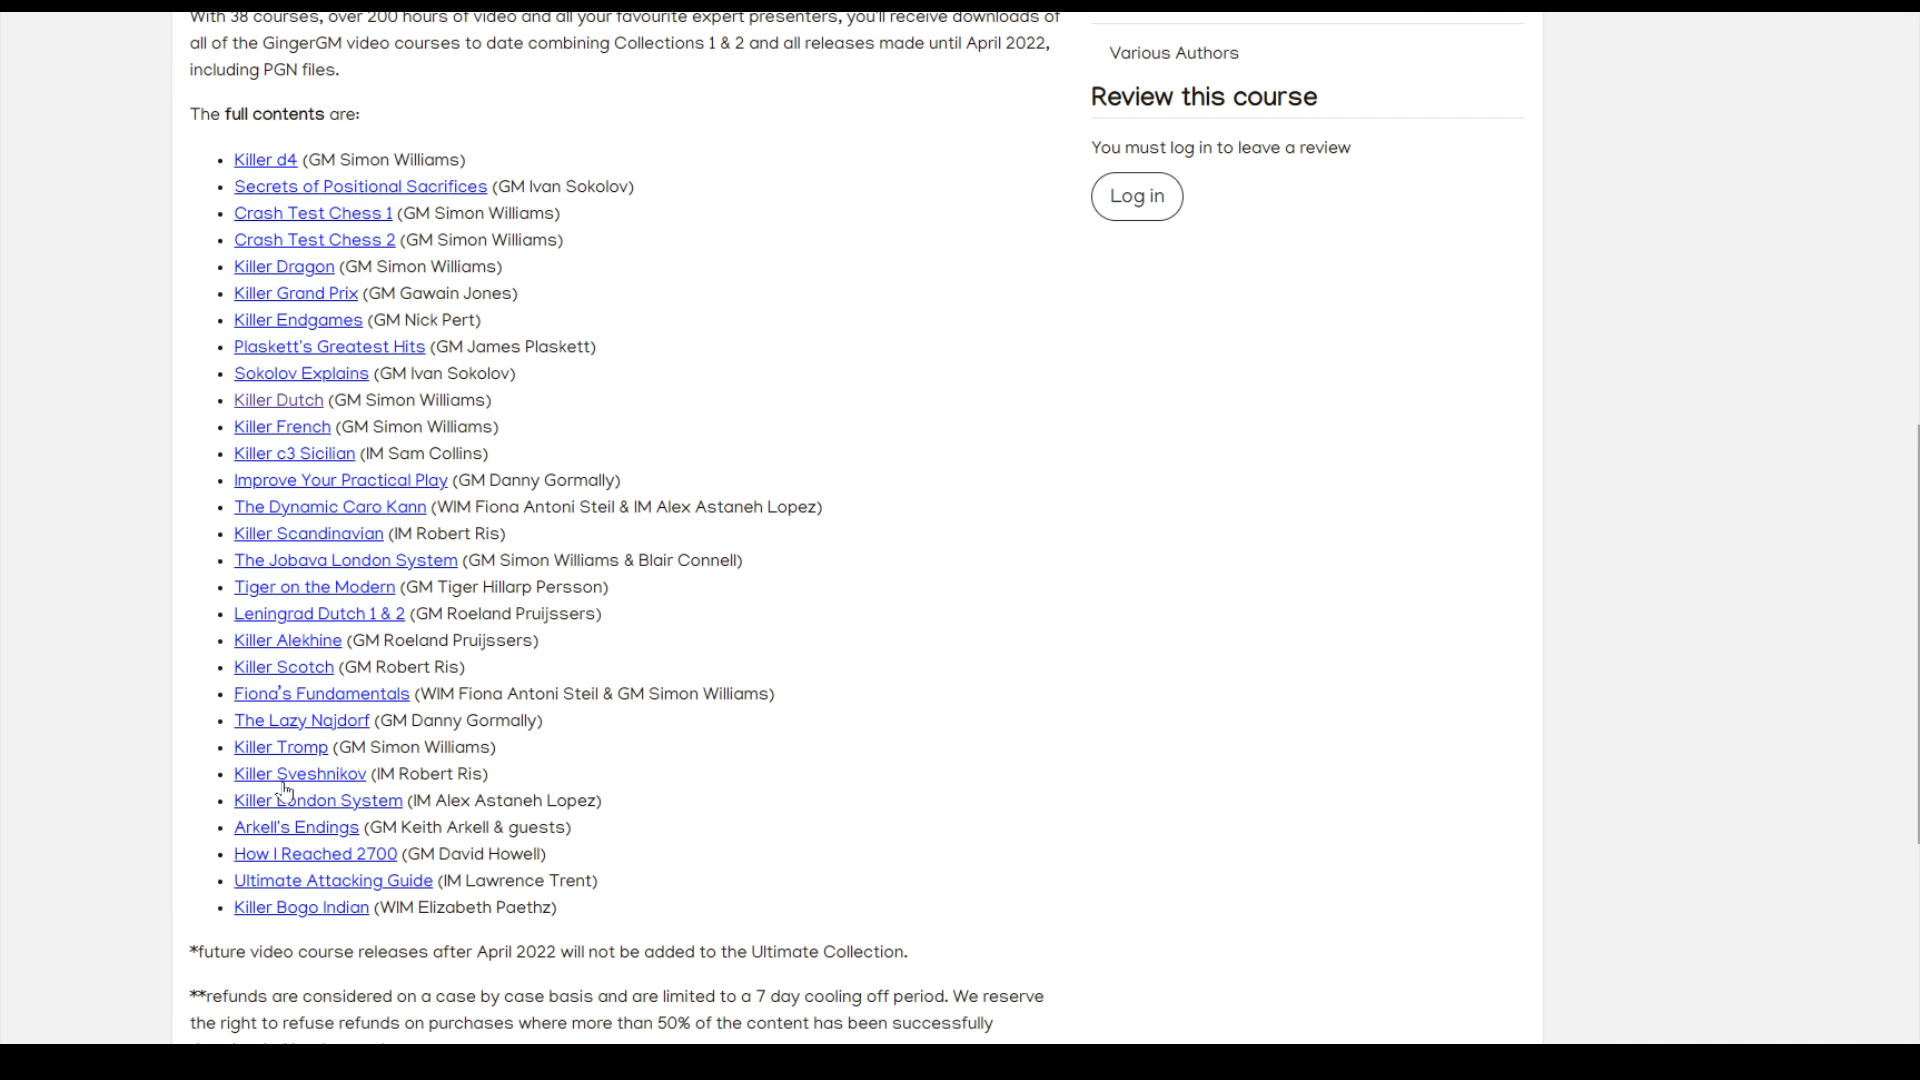 With 38 courses, over 200 hours of video and all your favourite expert presenters, you'll receive downloads of
all of the GingerGM video courses to date combining Collections 1 & 2 and all releases made until April 2022,
including PGN files.
The full contents are:
Killer d4 (GM Simon Williams)
Secrets of Positional Sacrifices (GM Ivan Sokolov)
Crash Test Chess 1 (GM Simon Williams)
Crash Test Chess 2 (GM Simon Williams)
Killer Dragon (GM Simon Williams)
Killer Grand Prix (GM Gawain Jones)
Killer Endgames (GM Nick Pert)
Plaskett's Greatest Hits (GM James Plaskett)
Sokolov Explains (GM Ivan Sokolov)
Killer Dutch (GM Simon Williams)
Killer French (GM Simon Williams)
Killer c3 Sicilian (IM Sam Collins)
Improve Your Practical Play (GM Danny Gormally)
The Dynamic Caro Kann (WIM Fiona Antoni Steil & IM Alex Astaneh Lopez)
Killer Scandinavian (IM Robert Ris)
The Jobava London System (GM Simon Williams & Blair Connell)
Tiger on the Modern (GM Tiger Hillarp Persson)
Leningrad Dutch 1 & 2 (GM Roeland Pruijssers)
Killer Alekhine (GM Roeland Pruijssers)
Killer Scotch (GM Robert Ris)
Fiona's Fundamentals (WIM Fiona Antoni Steil & GM Simon Williams)
The Lazy Najdorf (GM Danny Gormally)
Killer Tromp (GM Simon Williams)
Killer Sveshnikov (IM Robert Ris)
Killer London System (IM Alex Astaneh Lopez)
Arkell's Endings (GM Keith Arkell & guests)
How I Reached 2700 (GM David Howell)
Ultimate Attacking Guide (IM Lawrence Trent)
Killer Bogo Indian (WIM Elizabeth Paethz)
*future video course releases after April 2022 will not be added to the Ultimate Collection.
**refunds are considered on a case by case basis and are limited to a 7 day cooling off period. We reserve
the right to refuse refunds on purchases where more than 50% of the content has been successfully
Various Authors
Review this course
You must log in to leave a review
Log in